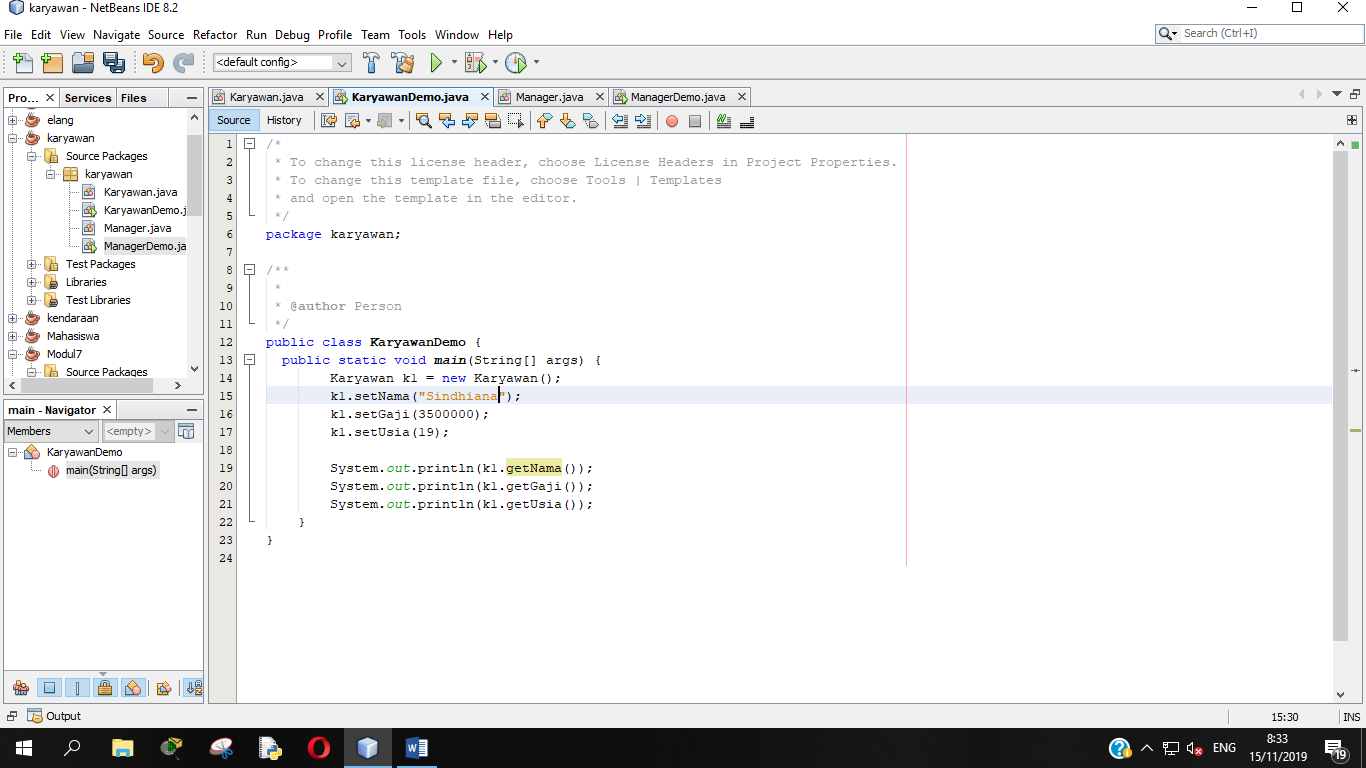 karyawan - NetBeans IDE 8.2
File Edit View Navigate Source Refactor Run Debug Profile Team Tools Window Help
Search (Ctrl+I)
<default config>
Pro... Services Files
elang
karyawan
Source Packages
karyawan
Karyawan.java
KaryawanDemo.j
Manager.java
ManagerDemo.ja
Test Packages
Libraries
Test Libraries
kendaraan
Mahasiswa
Modul7
Source Packages
main - Navigator
Members <empty>
KaryawanDemo
main(String[] args)
Karyawan.java KaryawanDemo.java Manager.java ManagerDemo.java
Source History
1 /*
2 * To change this license header, choose License Headers in Project Properties.
3 * To change this template file, choose Tools | Templates
4 * and open the template in the editor.
5 */
6 package karyawan;
7
8 /**
9 *
10 * @author Person
11 */
12 public class KaryawanDemo {
13 public static void main(String[] args) {
14 Karyawan k1 = new Karyawan();
15 k1.setNama("Sindhiana");
16 k1.setGaji(3500000);
17 k1.setUsia(19);
18
19 System.out.println(k1.getNama());
20 System.out.println(k1.getGaji());
21 System.out.println(k1.getUsia());
22 }
23 }
24
Output
15:30 INS
ENG
8:33
15/11/2019
19